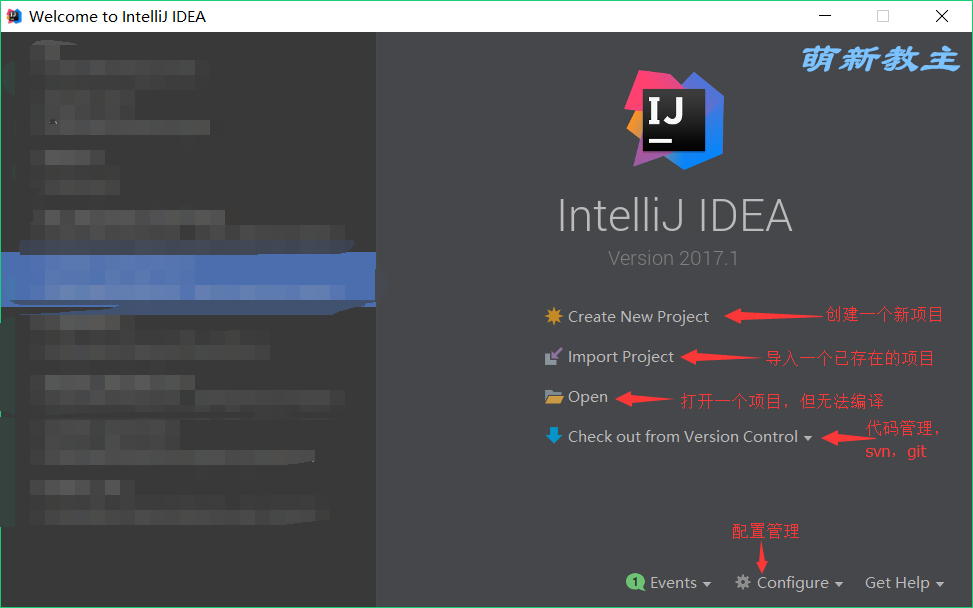 Welcome to IntelliJ IDEA
萌新教主
IJ
IntelliJ IDEA
Version 2017.1
Create New Project
创建一个新项目
Import Project
导入一个已存在的项目
Open
打开一个项目，但无法编译
Check out from Version Control
代码管理，
svn，git
配置管理
1 Events
Configure
Get Help